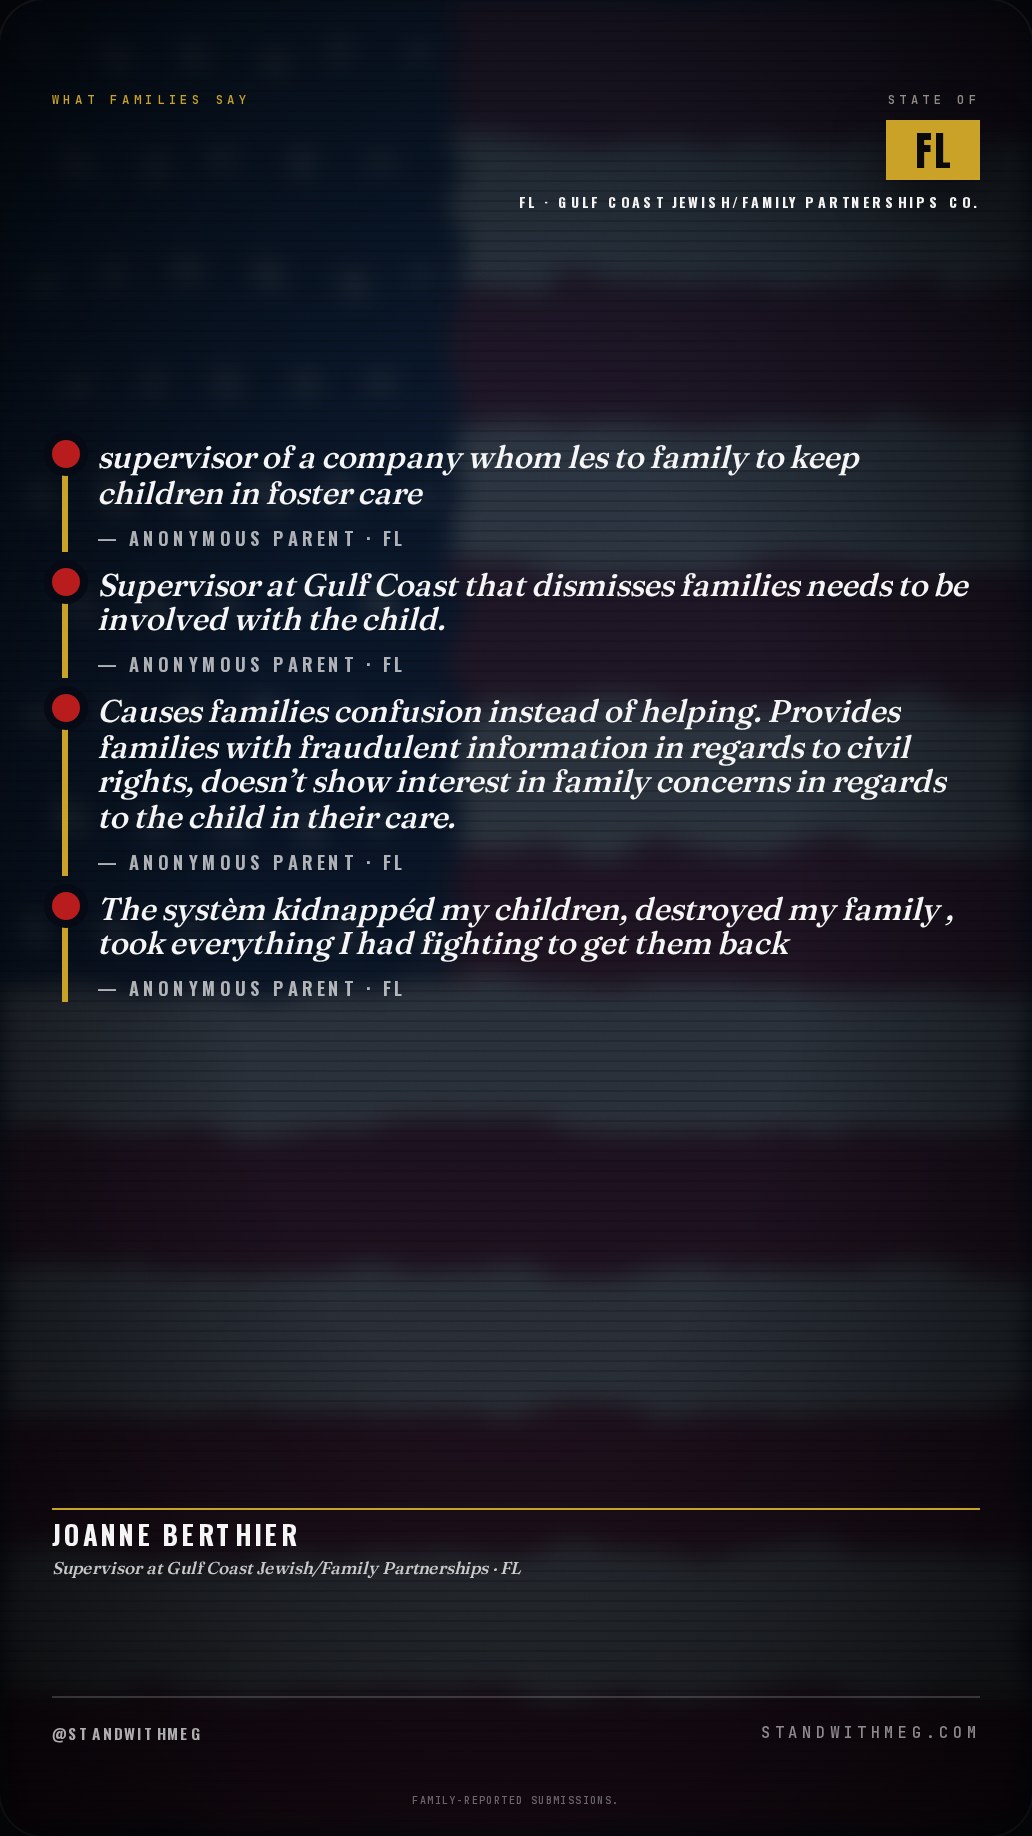 WHAT FAMILIES SAY
STATE OF
FL
FL · GULF COAST JEWISH/FAMILY PARTNERSHIPS CO.
supervisor of a company whom les to family to keep
children in foster care
— ANONYMOUS PARENT · FL
Supervisor at Gulf Coast that dismisses families needs to be
involved with the child.
— ANONYMOUS PARENT · FL
Causes families confusion instead of helping. Provides
families with fraudulent information in regards to civil
rights, doesn’t show interest in family concerns in regards
to the child in their care.
— ANONYMOUS PARENT · FL
The systèm kidnappéd my children, destroyed my family ,
took everything I had fighting to get them back
— ANONYMOUS PARENT · FL
JOANNE BERTHIER
Supervisor at Gulf Coast Jewish/Family Partnerships · FL
@STANDWITHMEG
STANDWITHMEG.COM
FAMILY-REPORTED SUBMISSIONS.